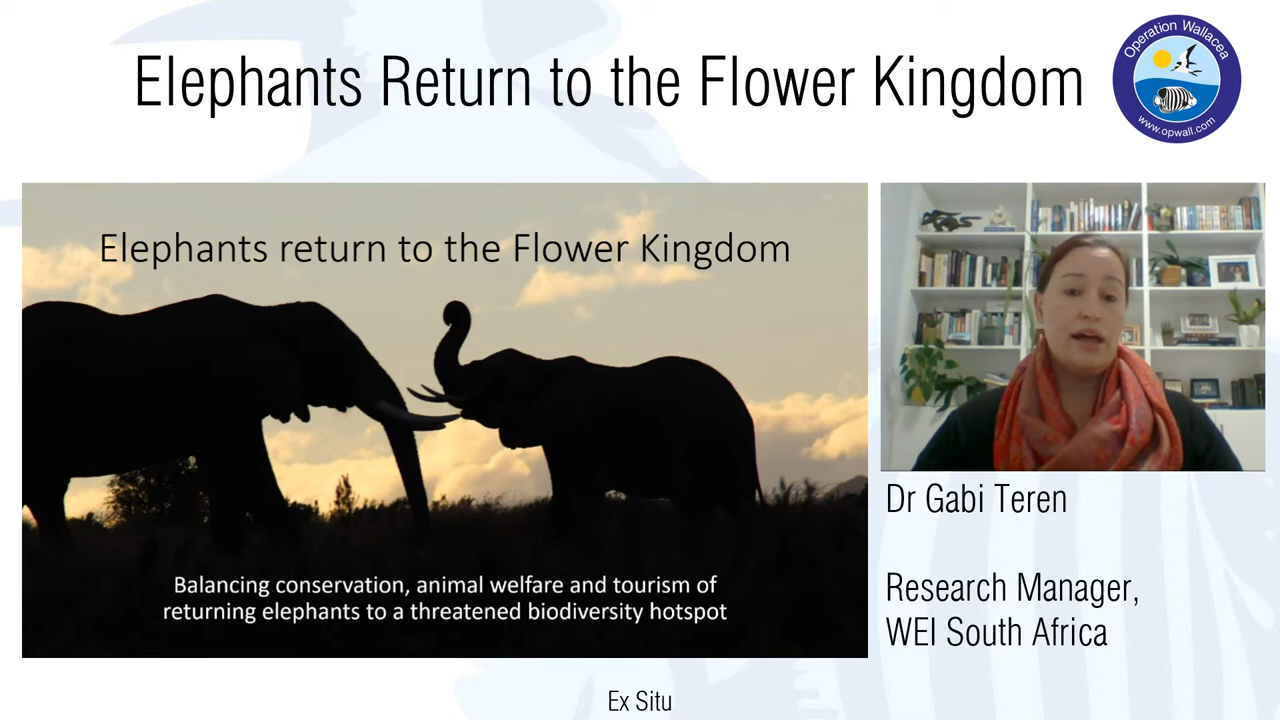 Elephants Return to the Flower Kingdom
Operation Wallacea
www.opwall.com
Elephants return to the Flower Kingdom
Balancing conservation, animal welfare and tourism of
returning elephants to a threatened biodiversity hotspot
Dr Gabi Teren
Research Manager,
WEI South Africa
Ex Situ